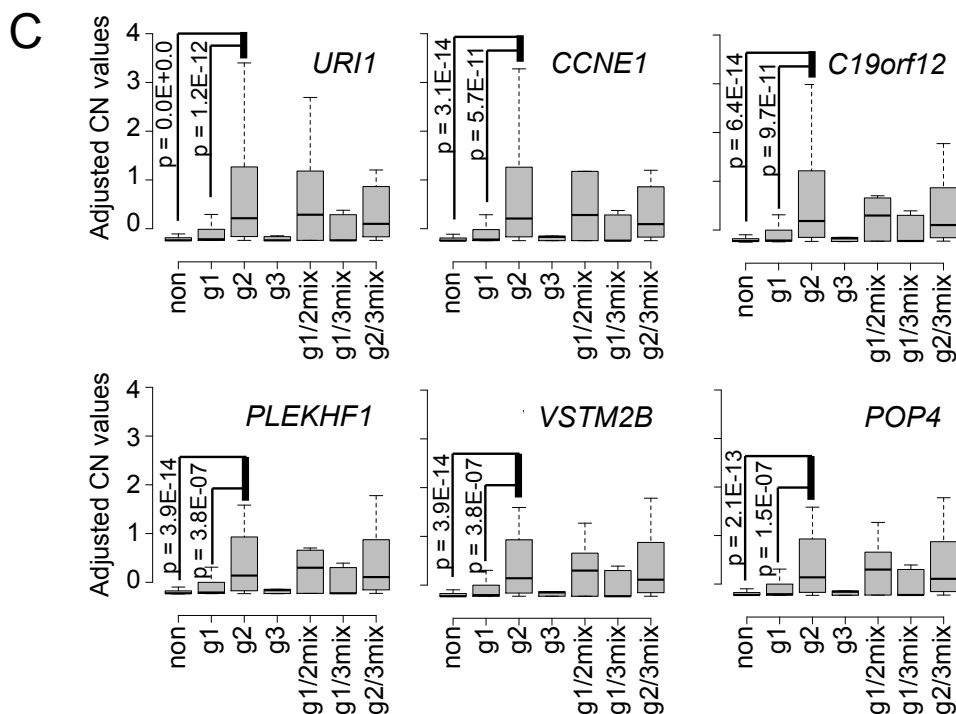 C
Adjusted CN values
4
3
2
1
0
p = 0.0E+0.0
p = 1.2E-12
URI1
non
g1
g2
g3
g1/2mix
g1/3mix
g2/3mix
p = 3.1E-14
p = 5.7E-11
CCNE1
non
g1
g2
g3
g1/2mix
g1/3mix
g2/3mix
p = 6.4E-14
p = 9.7E-11
C19orf12
non
g1
g2
g3
g1/2mix
g1/3mix
g2/3mix
Adjusted CN values
4
3
2
1
0
p = 3.9E-14
p = 3.8E-07
PLEKHF1
non
g1
g2
g3
g1/2mix
g1/3mix
g2/3mix
p = 3.9E-14
p = 3.8E-07
VSTM2B
non
g1
g2
g3
g1/2mix
g1/3mix
g2/3mix
p = 2.1E-13
p = 1.5E-07
POP4
non
g1
g2
g3
g1/2mix
g1/3mix
g2/3mix